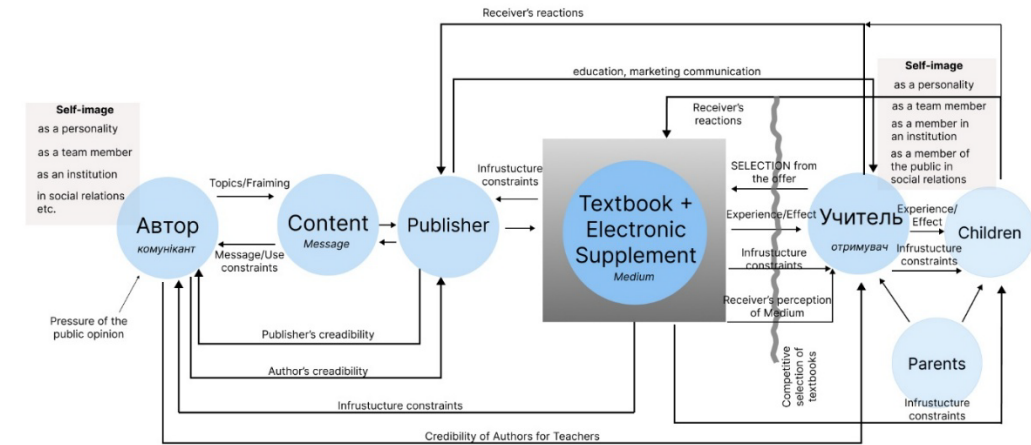 Receiver's reactions
education, marketing communication
Self-image
as a personality
as a team member
as an institution
in social relations
etc.
Self-image
as a personality
as a team member
as a member in
an institution
as a member of
the public in
social relations
Receiver's
reactions
Topics/Fraiming
Infrustucture
constraints
SELECTION from
the offer
Автор
комунікант
Content
Message
Publisher
Textbook +
Electronic
Supplement
Medium
Experience/Effect
Учитель
отримувач
Experience/
Effect
Children
Message/Use
constraints
Infrustucture
constraints
Infrustucture
constraints
Receiver's perception
of Medium
Pressure of the
public opinion
Publisher's creadibility
Author's creadibility
Infrustucture constraints
Credibility of Authors for Teachers
Competitive
selection of
textbooks
Parents
Infrustucture
constraints